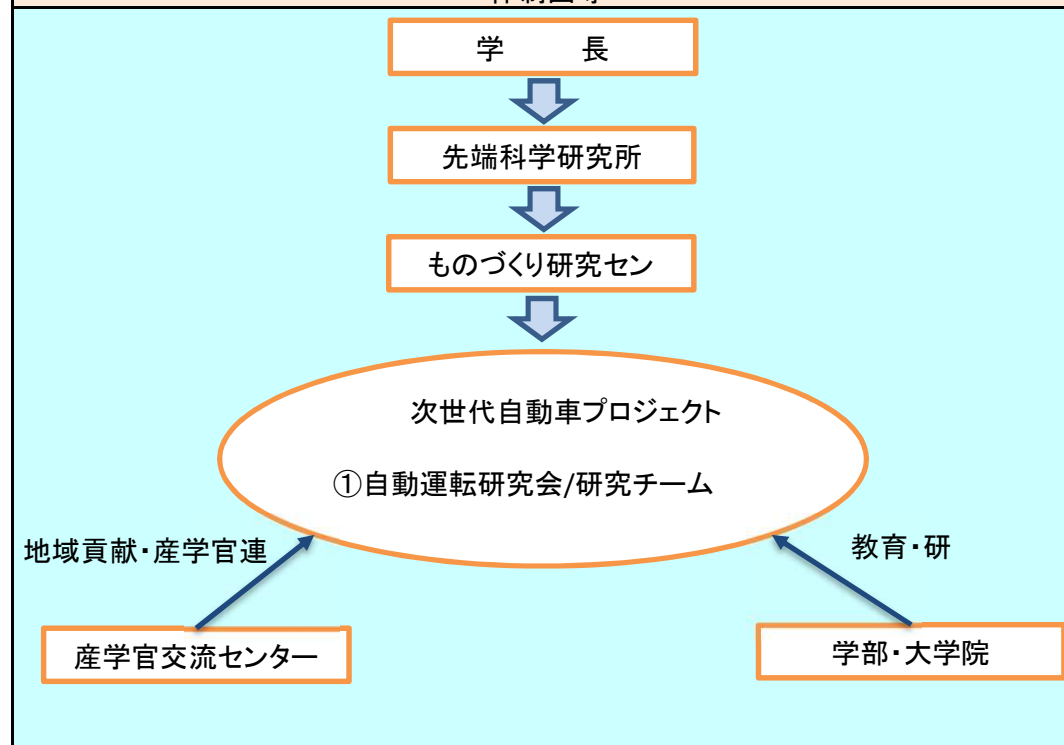 学　　長
先端科学研究所
ものづくり研究セン
次世代自動車プロジェクト
①自動運転研究会/研究チーム
地域貢献・産学官連
教育・研
産学官交流センター
学部・大学院